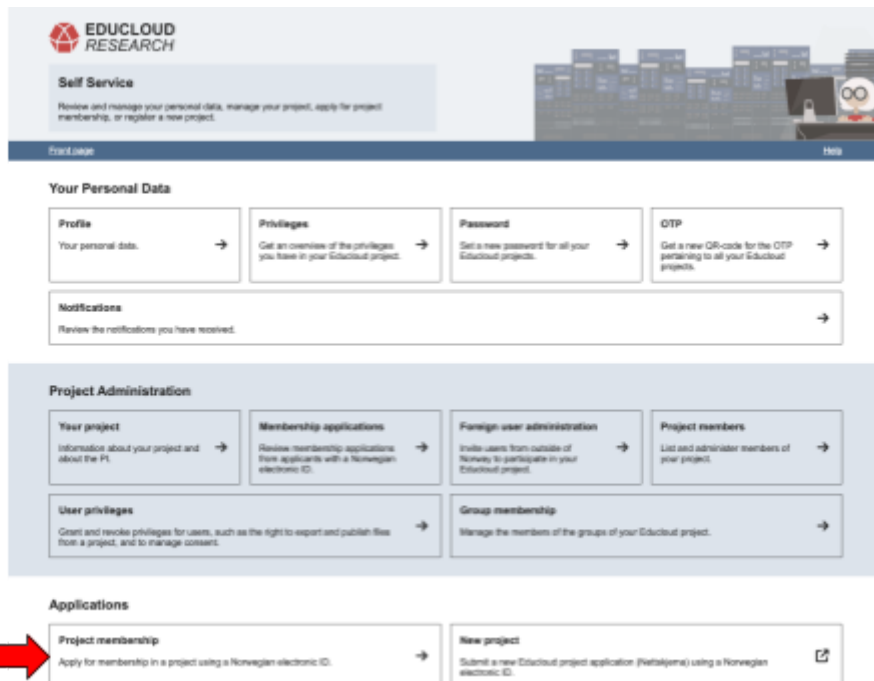 EDUCLOUD
RESEARCH
Self Service
Review and manage your personal data, manage your project, apply for project
membership, or register a new project.
Front page
Help
Your Personal Data
Profile
Your personal data.
Privileges
Get an overview of the privileges
you have in your Educloud project.
Password
Set a new password for all your
Educloud projects.
OTP
Get a new QR-code for the OTP
pertaining to all your Educloud
projects.
Notifications
Review the notifications you have received.
Project Administration
Your project
Information about your project and
about the PI.
Membership applications
Review membership applications
from applicants with a Norwegian
electronic ID.
Foreign user administration
Invite users from outside of
Norway to participate in your
Educloud project.
Project members
List and administer members of
your project.
User privileges
Grant and revoke privileges for users, such as the right to export and publish files
from a project, and to manage consent.
Group membership
Manage the members of the groups of your Educloud project.
Applications
Project membership
Apply for membership in a project using a Norwegian electronic ID.
New project
Submit a new Educloud project application (Nettskjema) using a Norwegian
electronic ID.